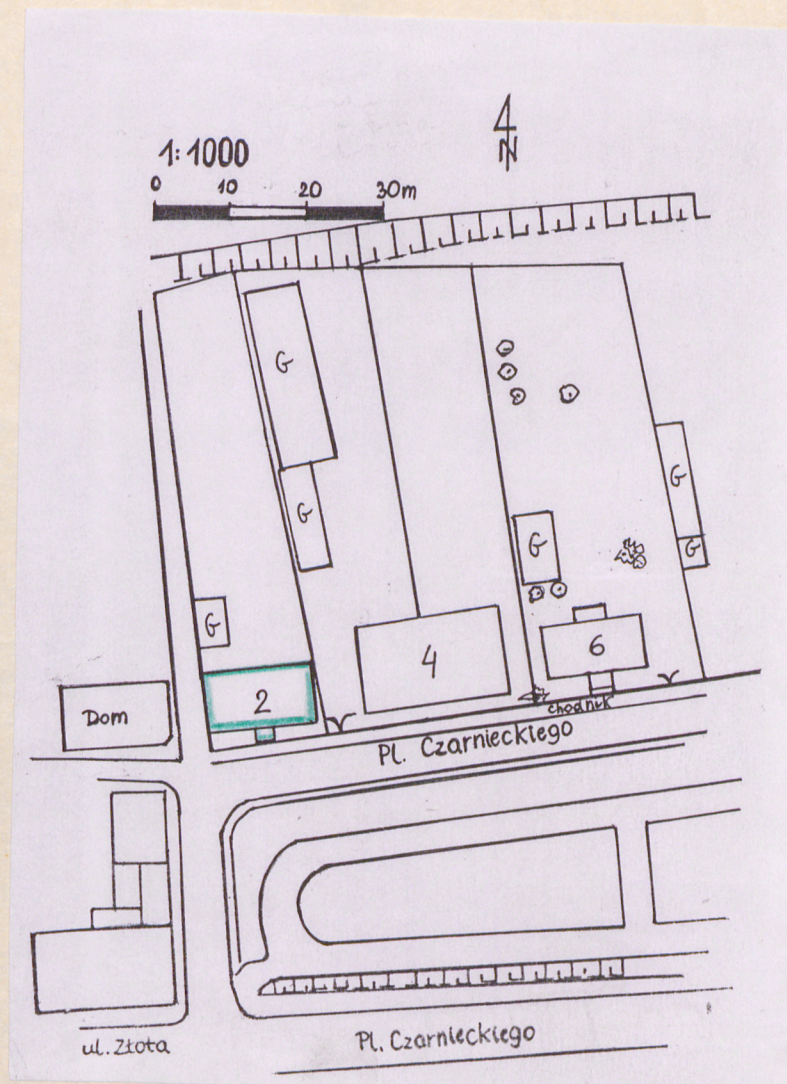 1:1000
N
0 10 20 30m
G
G
G
G
G
G
2
4
6
Dom
chodnik
Pl. Czarnieckiego
ul. Złota
Pl. Czarnieckiego